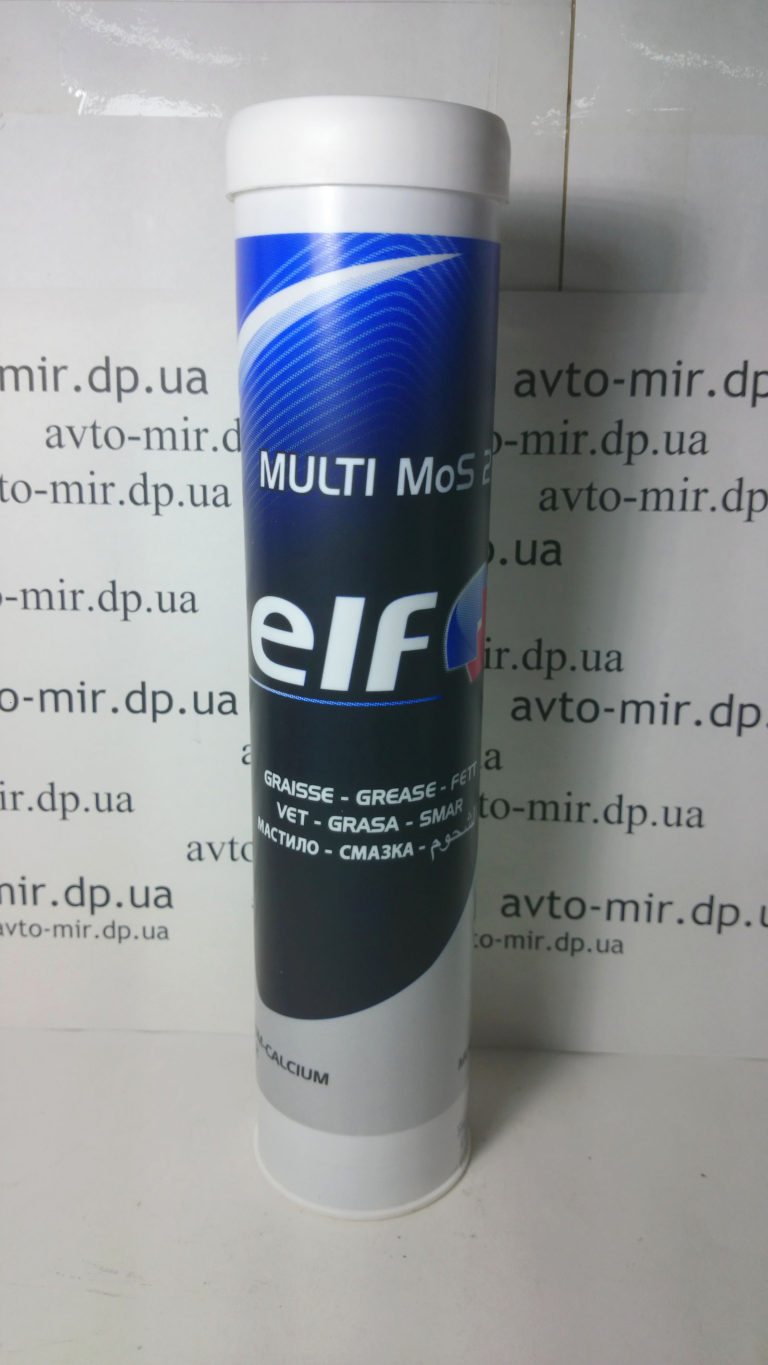 MULTI MoS 2
elf
GRAISSE - GREASE - FETT
VET - GRASA - SMAR
МАСТИЛО - СМАЗКА - شحوم
-CALCIUM
mir.dp.ua
avto-mir.dp
avto-mir.d
o-mir.dp.ua
to-mir.dp.ua
avto-mir.dp
.ua
-mir.dp.ua
ir.dp.ua
o-mir.dp.ua
avto-mir.dp.
a
ir.dp.ua
to-mir.dp.ua
avto
mir.dp.ua
avto-mir.dp.u
avto-mir.dp.ua
to-mir.dp.ua